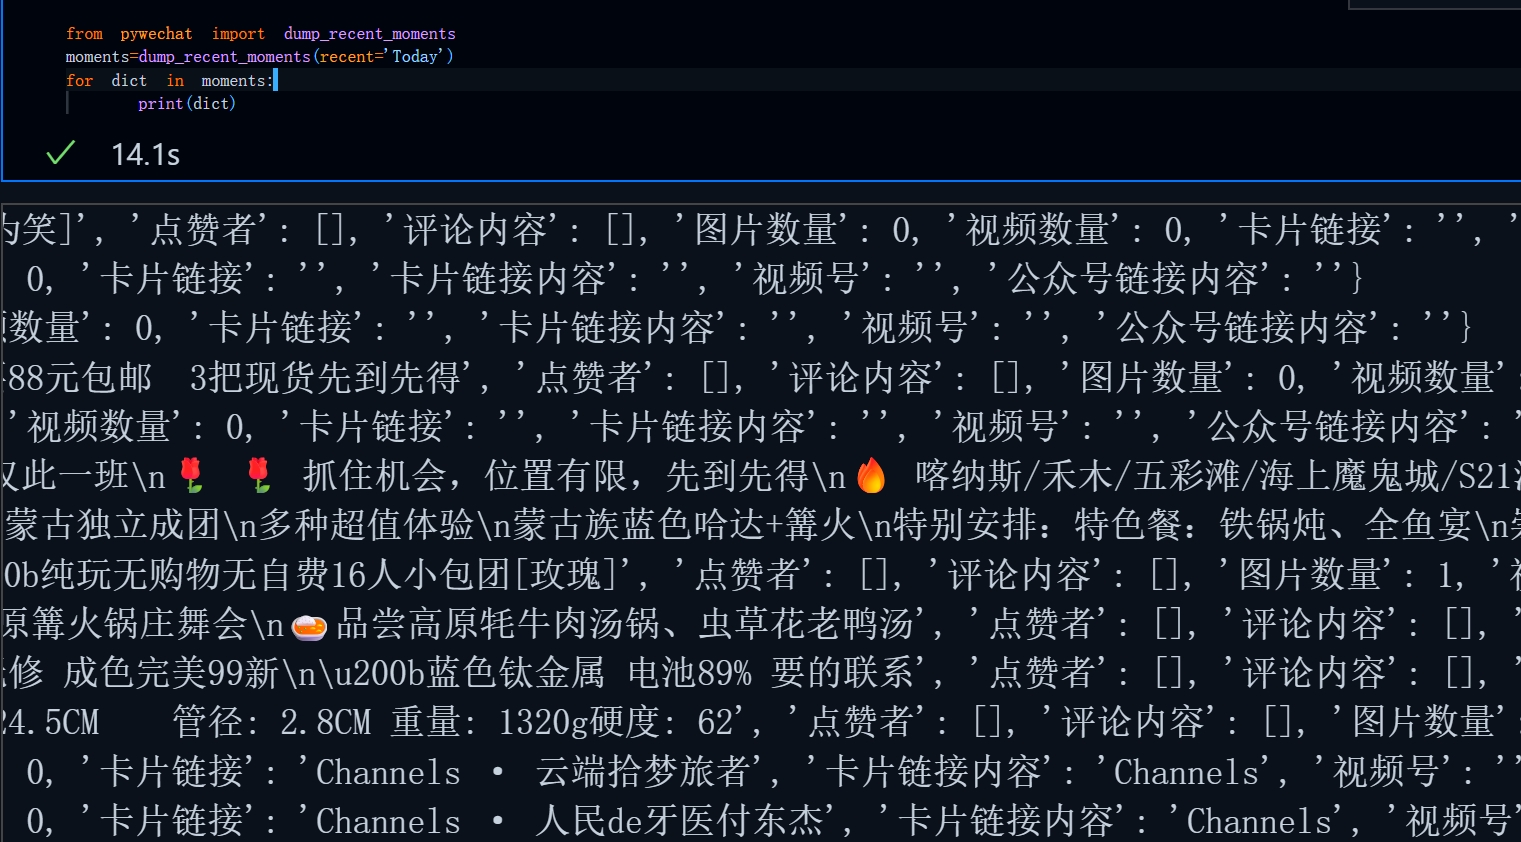 from pywechat import dump_recent_moments
moments=dump_recent_moments(recent='Today')
for dict in moments:
print(dict)
14.1s
笑]', '点赞者': [], '评论内容': [], '图片数量': 0, '视频数量': 0, '卡片链接': '', '
0, '卡片链接': '', '卡片链接内容': '', '视频号': '', '公众号链接内容': ''}
数量': 0, '卡片链接': '', '卡片链接内容': '', '视频号': '', '公众号链接内容': ''}
88元包邮 3把现货先到先得', '点赞者': [], '评论内容': [], '图片数量': 0, '视频数量':
'视频数量': 0, '卡片链接': '', '卡片链接内容': '', '视频号': '', '公众号链接内容': '
仅此一班\n🌹 🌹 抓住机会，位置有限，先到先得\n🔥 喀纳斯/禾木/五彩滩/海上魔鬼城/S21
蒙古独立成团\n多种超值体验\n蒙古族蓝色哈达+篝火\n特别安排：特色餐：铁锅炖、全鱼宴\n
0b纯玩无购物无自费16人小包团[玫瑰]', '点赞者': [], '评论内容': [], '图片数量': 1, '
原篝火锅庄舞会\n🍛品尝高原牦牛肉汤锅、虫草花老鸭汤', '点赞者': [], '评论内容': [], '
修 成色完美99新\n\u200b蓝色钛金属 电池89% 要的联系', '点赞者': [], '评论内容': [], '
24.5CM 管径: 2.8CM 重量: 1320g硬度: 62', '点赞者': [], '评论内容': [], '图片数量':
0, '卡片链接': 'Channels • 云端拾梦旅者', '卡片链接内容': 'Channels', '视频号': ''
0, '卡片链接': 'Channels • 人民de牙医付东杰', '卡片链接内容': 'Channels', '视频号'